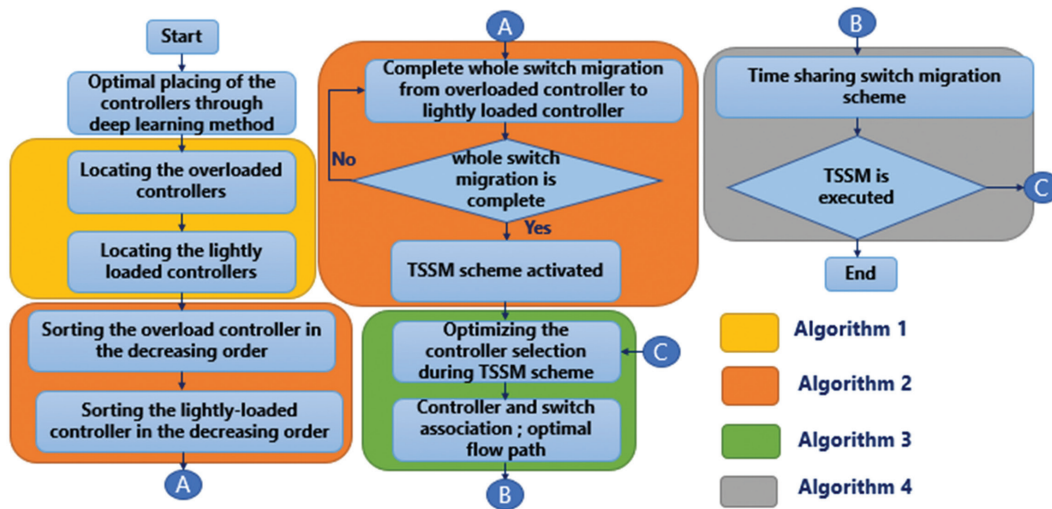 Start
Optimal placing of the
controllers through
deep learning method
Locating the overloaded
controllers
Locating the lightly
loaded controllers
Sorting the overload controller in
the decreasing order
Sorting the lightly-loaded
controller in the decreasing order
A
A
Complete whole switch migration
from overloaded controller to
lightly loaded controller
No
whole switch
migration is
complete
Yes
TSSM scheme activated
Optimizing the
controller selection
during TSSM scheme
C
Controller and switch
association ; optimal
flow path
B
B
Time sharing switch migration
scheme
TSSM is
executed
C
End
Algorithm 1
Algorithm 2
Algorithm 3
Algorithm 4